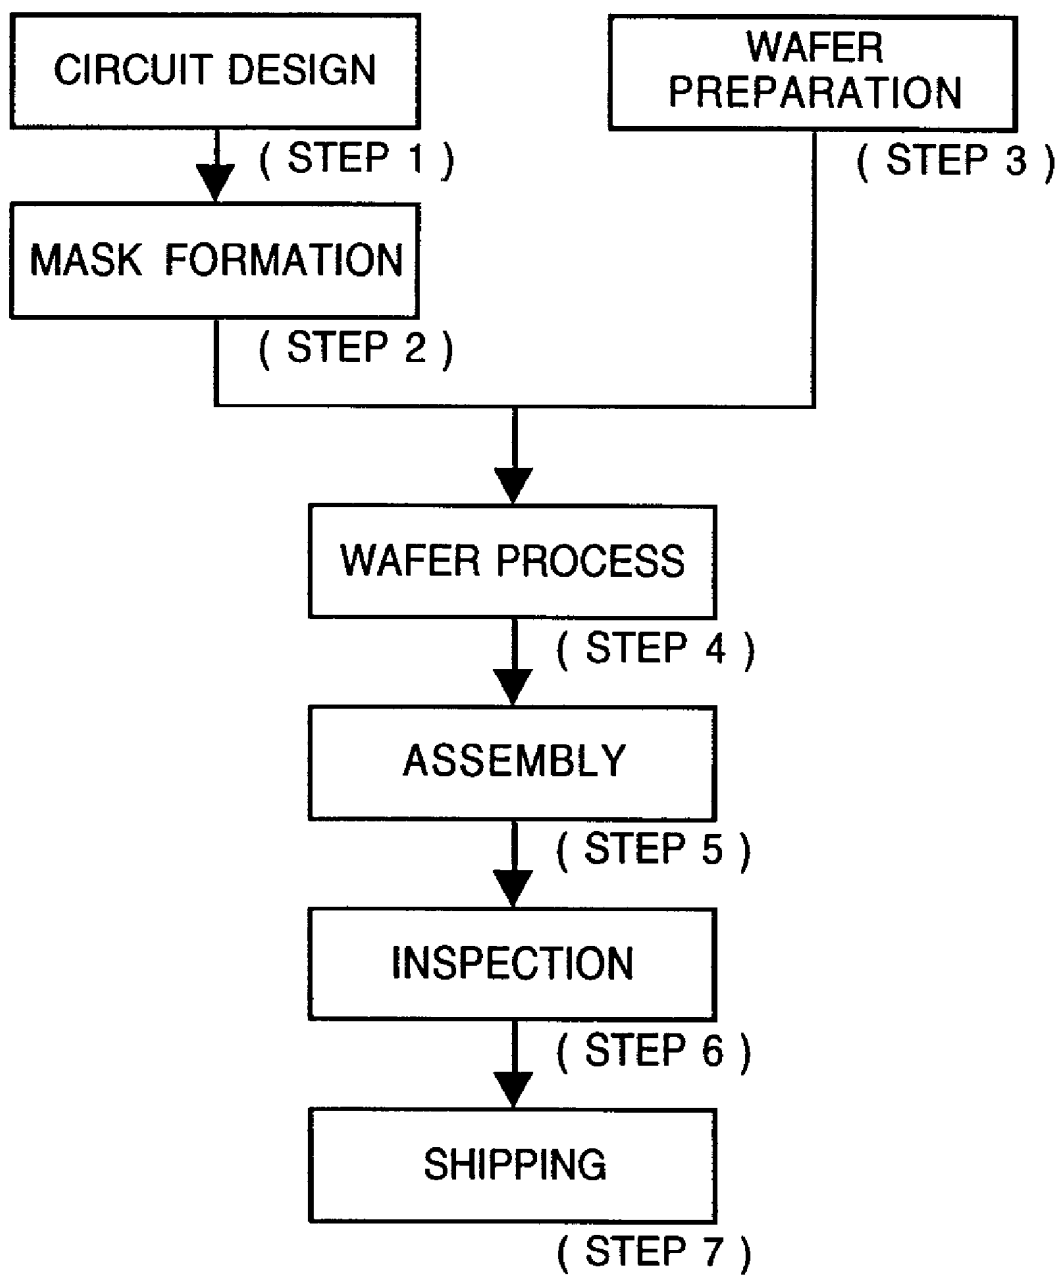 CIRCUIT DESIGN
( STEP 1 )
MASK FORMATION
( STEP 2 )
WAFER
PREPARATION
( STEP 3 )
WAFER PROCESS
( STEP 4 )
ASSEMBLY
( STEP 5 )
INSPECTION
( STEP 6 )
SHIPPING
( STEP 7 )